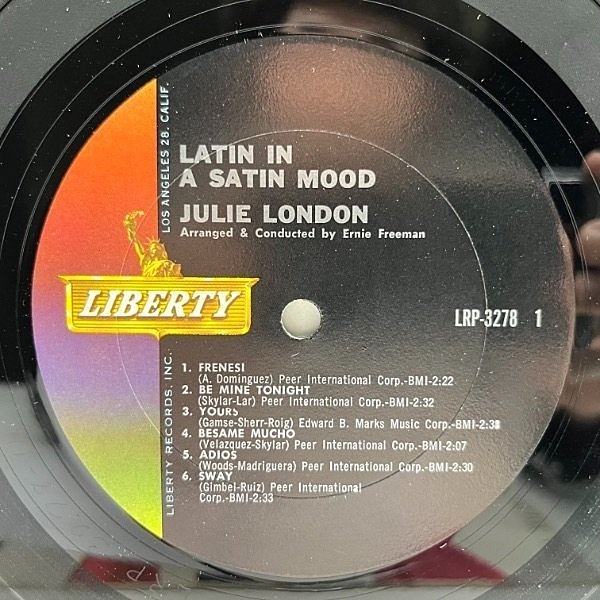 LATIN IN
A SATIN MOOD
JULIE LONDON
Arranged & Conducted by Ernie Freeman
LIBERTY
LRP-3278 1
1. FRENESI
(A. Dominguez) Peer International Corp.-BMI-2:22
2. BE MINE TONIGHT
(Skylar-Lar) Peer International Corp.-BMI-2:32
3. YOURS
(Gamse-Sherr-Roig) Edward B. Marks Music Corp.-BMI-2:38
4. BESAME MUCHO
(Velazquez-Skylar) Peer International Corp.-BMI-2:07
5. ADIOS
(Woods-Madriguera) Peer International Corp.-BMI-2:30
6. SWAY
(Gimbel-Ruiz) Peer International
Corp.-BMI-2:33
LIBERTY RECORDS, INC.
LOS ANGELES 28, CALIF.